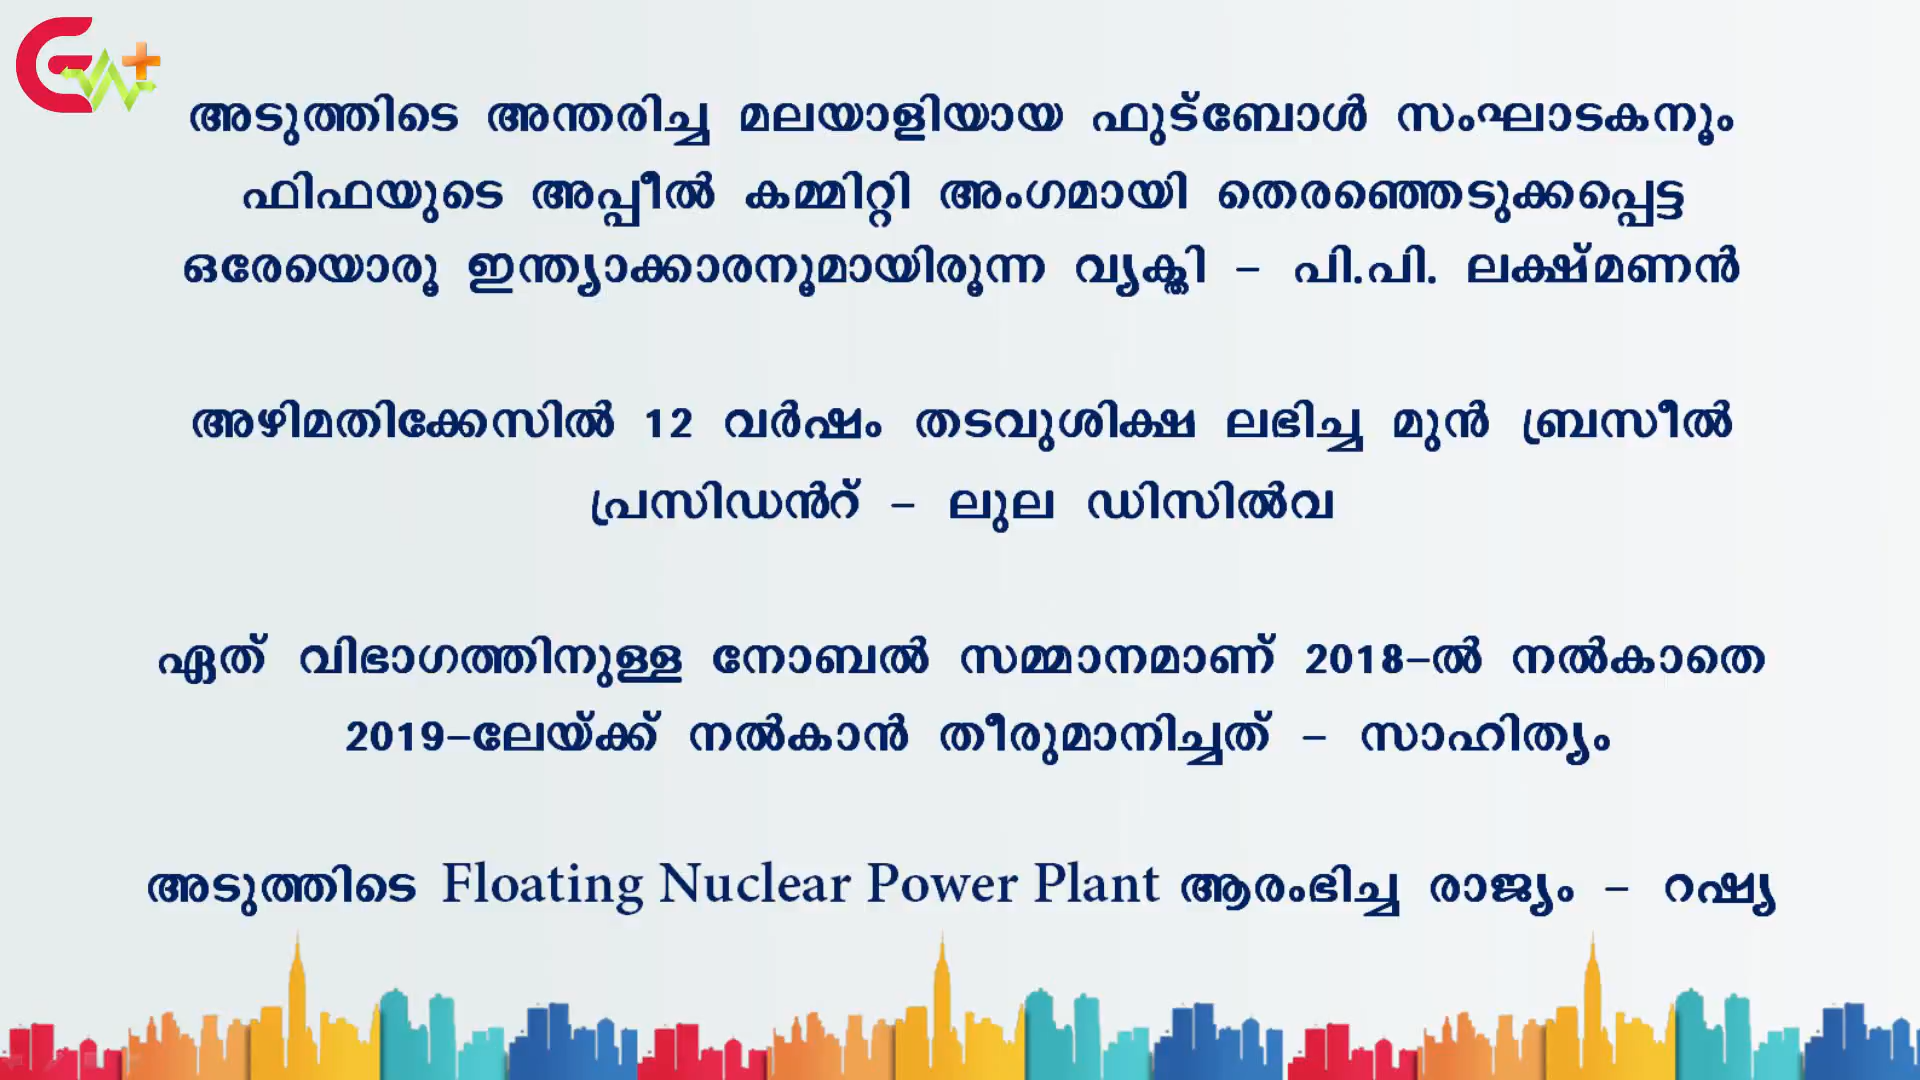 അടുത്തിടെ അന്തരിച്ച മലയാളിയായ ഫുട്ബോൾ സംഘാടകനും
ഫിഫയുടെ അപ്പീൽ കമ്മിറ്റി അംഗമായി തെരഞ്ഞെടുക്കപ്പെട്ട
ഒരേയൊരു ഇന്ത്യാക്കാരനുമായിരുന്ന വ്യക്തി - പി.പി. ലക്ഷ്മണൻ
അഴിമതിക്കേസിൽ 12 വർഷം തടവുശിക്ഷ ലഭിച്ച മുൻ ബ്രസീൽ
പ്രസിഡൻറ് - ലുല ഡിസിൽവ
ഏത് വിഭാഗത്തിനുള്ള നോബൽ സമ്മാനമാണ് 2018-ൽ നൽകാതെ
2019-ലേയ്ക്ക് നൽകാൻ തീരുമാനിച്ചത് - സാഹിത്യം
അടുത്തിടെ Floating Nuclear Power Plant ആരംഭിച്ച രാജ്യം - റഷ്യ